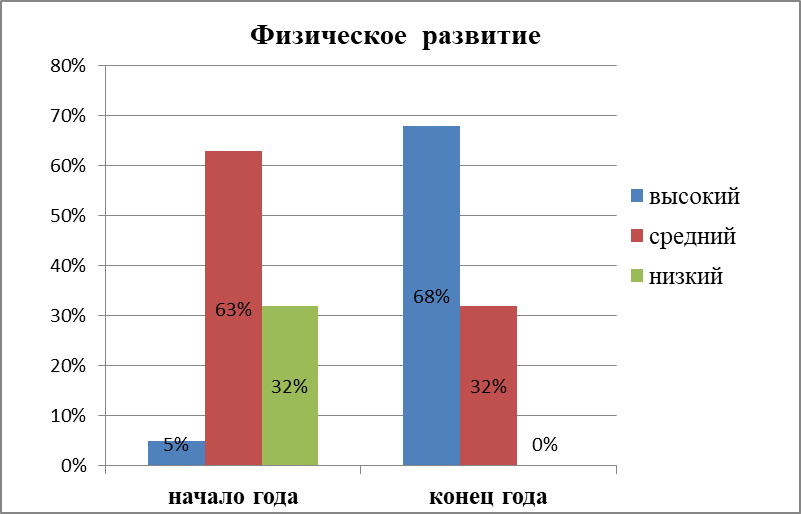 Физическое развитие
80%
70%
60%
50%
40%
30%
20%
10%
0%
5%
63%
32%
68%
32%
0%
начало года
конец года
высокий
средний
низкий